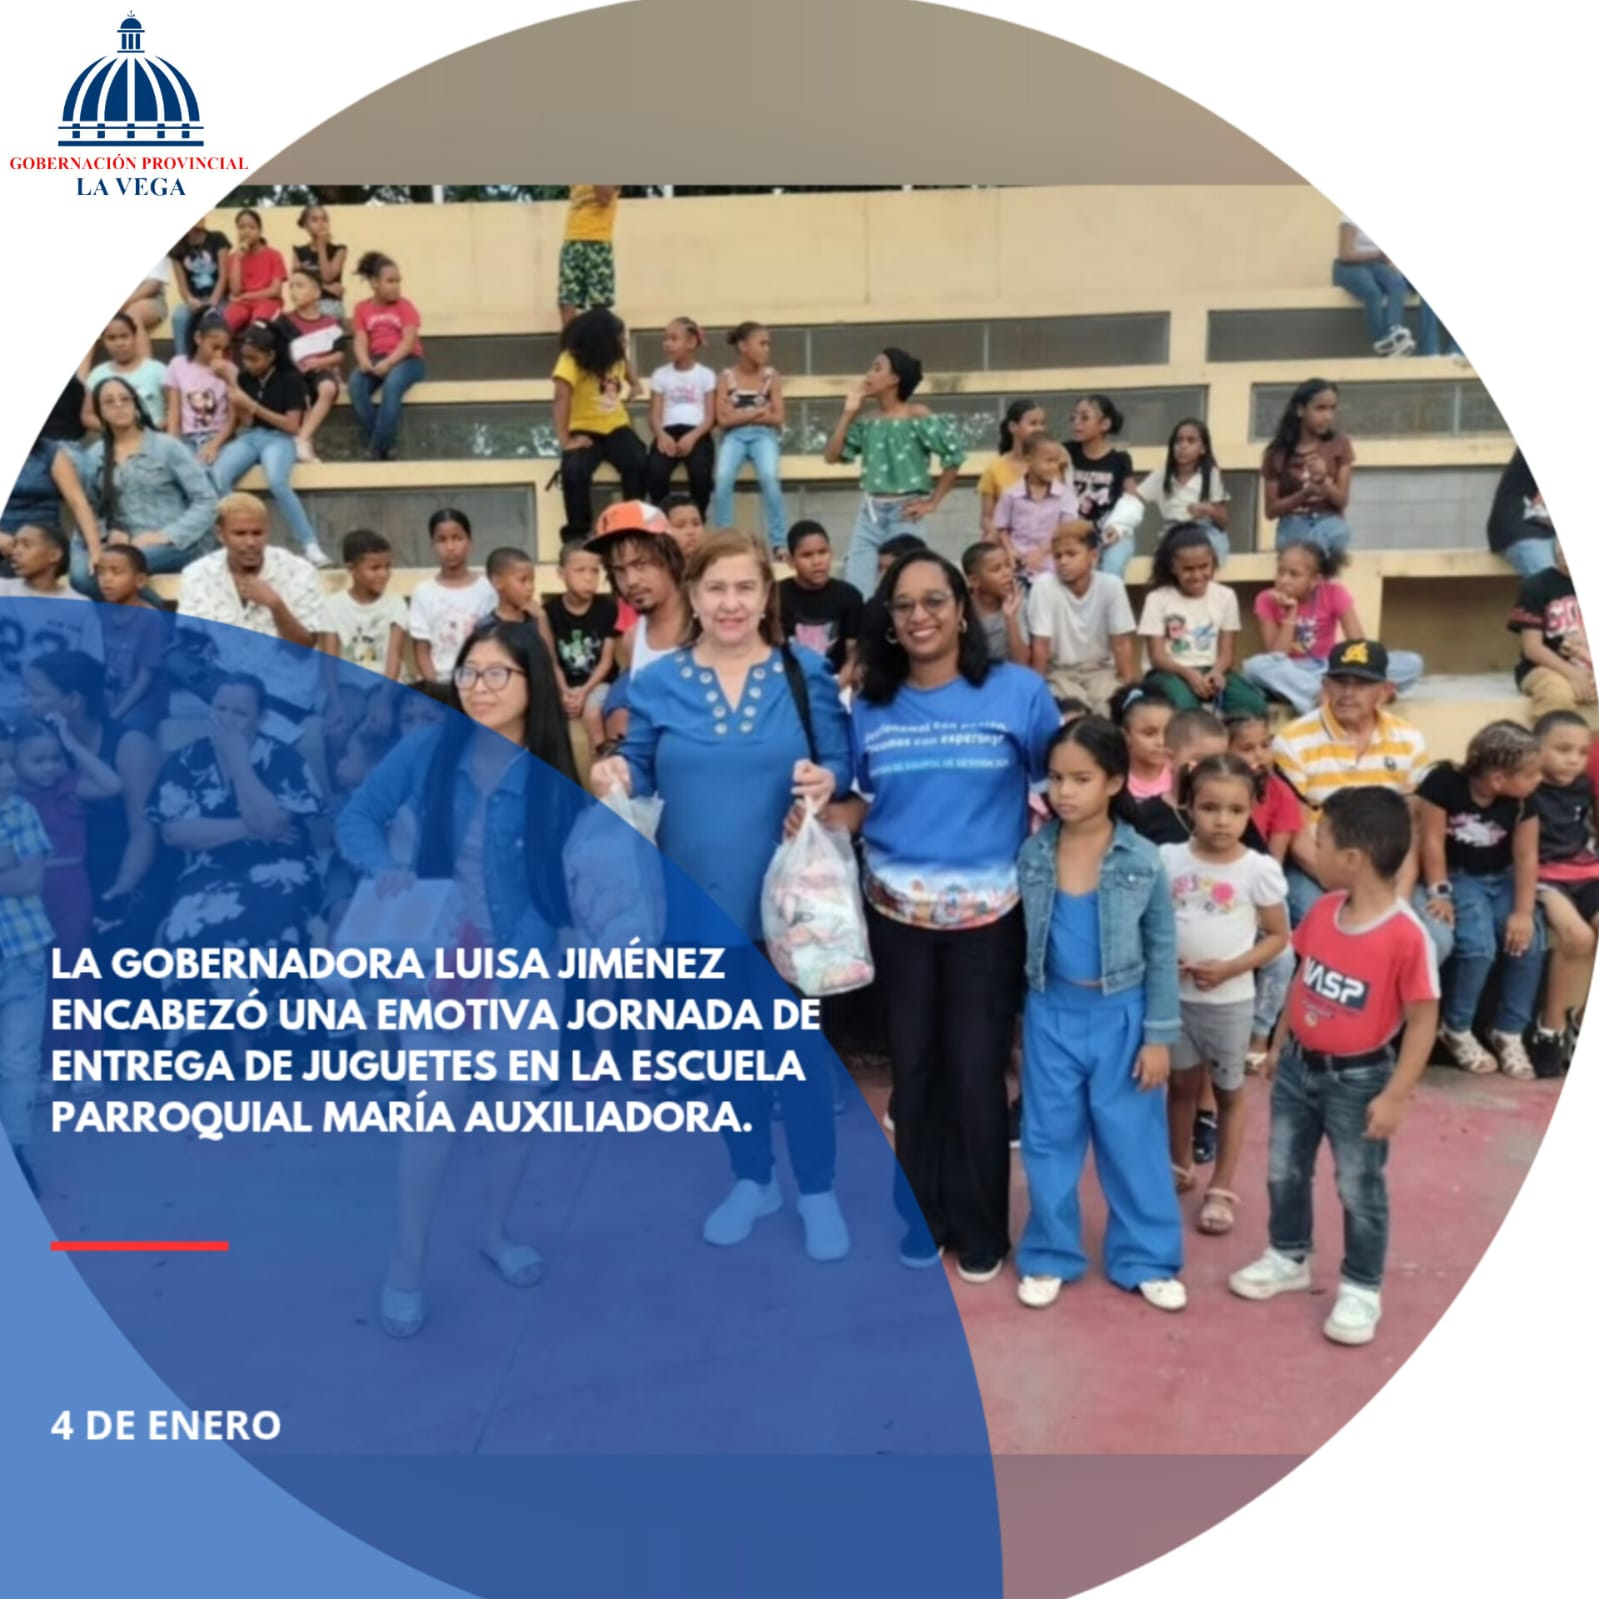 GOBERNACIÓN PROVINCIAL
LA VEGA
LA GOBERNADORA LUISA JIMÉNEZ
ENCABEZÓ UNA EMOTIVA JORNADA DE
ENTREGA DE JUGUETES EN LA ESCUELA
PARROQUIAL MARÍA AUXILIADORA.
4 DE ENERO